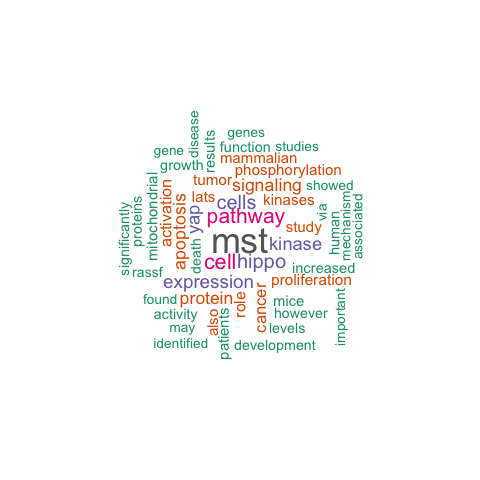 disease
genes
results
function
studies
gene
mammalian
growth
phosphorylation
mitochondrial
tumor
signaling
showed
activation
lats
cells
kinases
via
associated
significantly
proteins
apoptosis
yap
pathway
study
human
mechanism
mst
kinase
death
cell
hippo
increased
rassf
expression
proliferation
found
protein
role
cancer
mice
important
activity
also
however
may
patients
levels
identified
development